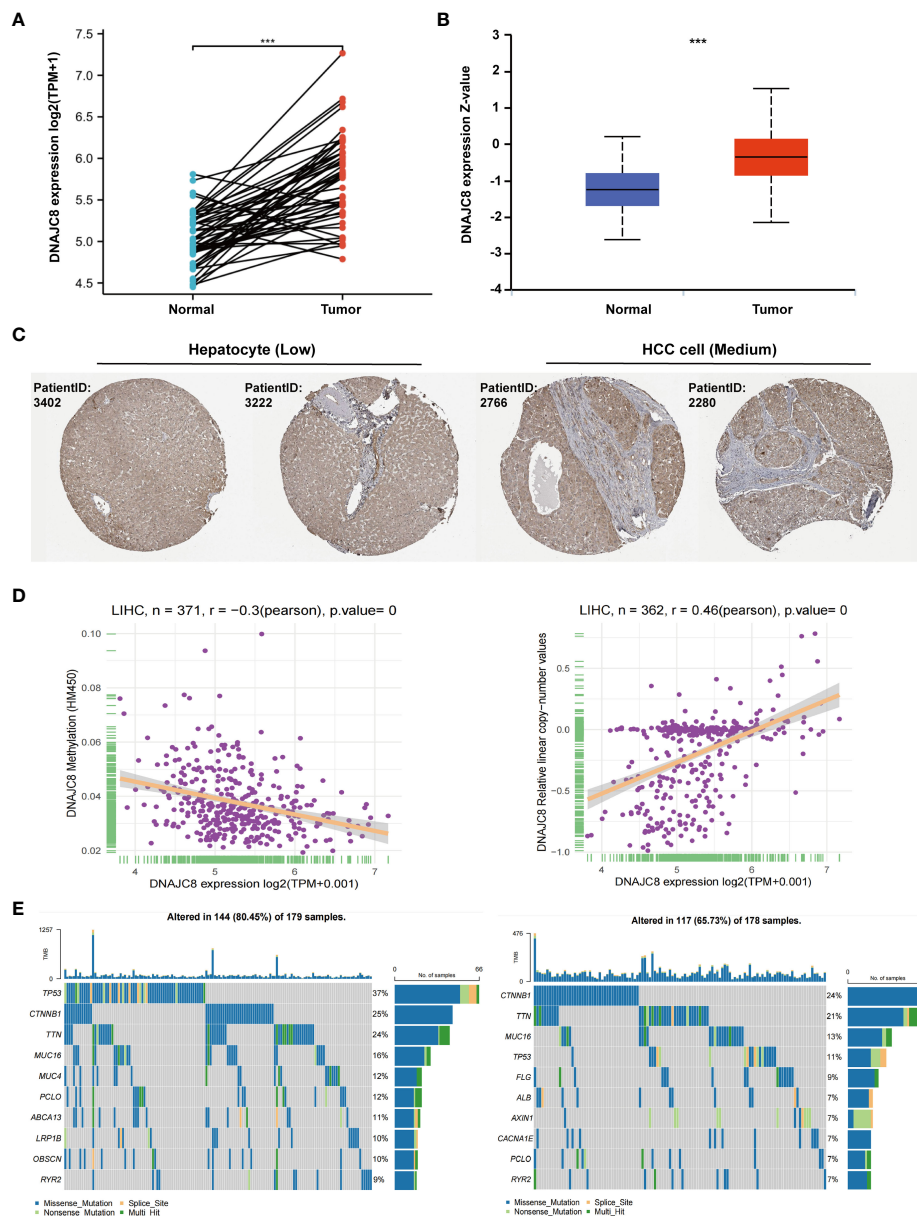 A
DNAJC8 expression log2(TPM+1)
7.5
7.0
6.5
6.0
5.5
5.0
4.5
***
Normal
Tumor
B
DNAJC8 expression Z-value
3
2
1
0
-1
-2
-3
-4
***
Normal
Tumor
C
Hepatocyte (Low)
HCC cell (Medium)
PatientID:
3402
PatientID:
3222
PatientID:
2766
PatientID:
2280
D
LIHC, n = 371, r = −0.3(pearson), p.value= 0
DNAJC8 Methylation (HM450)
0.10
0.08
0.06
0.04
0.02
4
5
6
7
DNAJC8 expression log2(TPM+0.001)
LIHC, n = 362, r = 0.46(pearson), p.value= 0
DNAJC8 Relative linear copy-number values
0.5
0.0
−0.5
−1.0
4
5
6
7
DNAJC8 expression log2(TPM+0.001)
E
Altered in 144 (80.45%) of 179 samples.
1257
TMB
0
No. of samples
0
66
TP53 37%
CTNNB1 25%
TTN 24%
MUC16 16%
MUC4 12%
PCLO 12%
ABCA13 11%
LRP1B 10%
OBSCN 10%
RYR2 9%
Missense_Mutation
Splice_Site
Nonsense_Mutation
Multi_Hit
Altered in 117 (65.73%) of 178 samples.
476
TMB
0
No. of samples
0
CTNNB1 24%
TTN 21%
MUC16 13%
TP53 11%
FLG 9%
ALB 7%
AXIN1 7%
CACNA1E 7%
PCLO 7%
RYR2 7%
Missense_Mutation
Splice_Site
Nonsense_Mutation
Multi_Hit